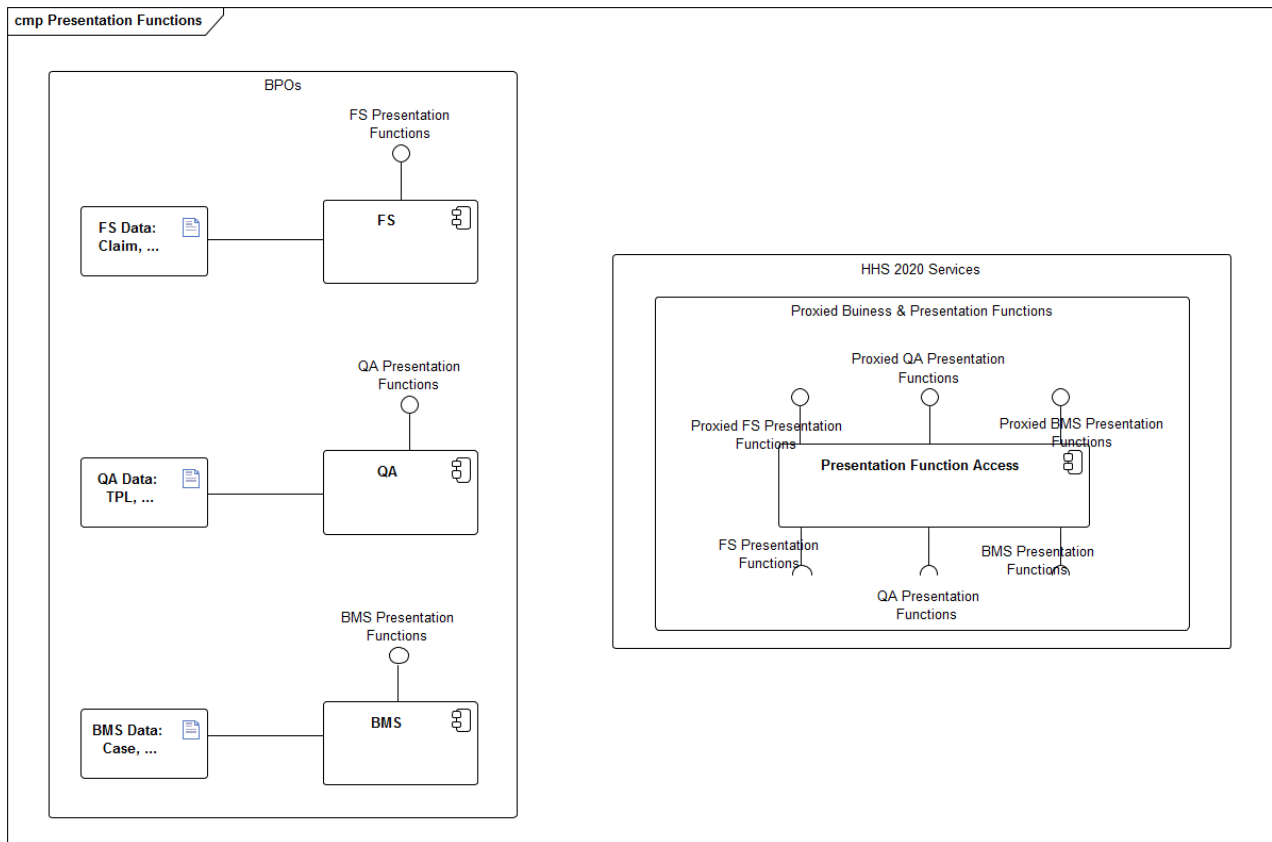 cmp Presentation Functions
BPOs
FS Presentation
Functions
FS Data:
Claim, ...
FS
QA Presentation
Functions
QA Data:
TPL, ...
QA
BMS Presentation
Functions
BMS Data:
Case, ...
BMS
HHS 2020 Services
Proxied Buiness & Presentation Functions
Proxied QA Presentation
Functions
Proxied FS Presentation
Functions
Proxied BMS Presentation
Functions
Presentation Function Access
FS Presentation
Functions
BMS Presentation
Functions
QA Presentation
Functions